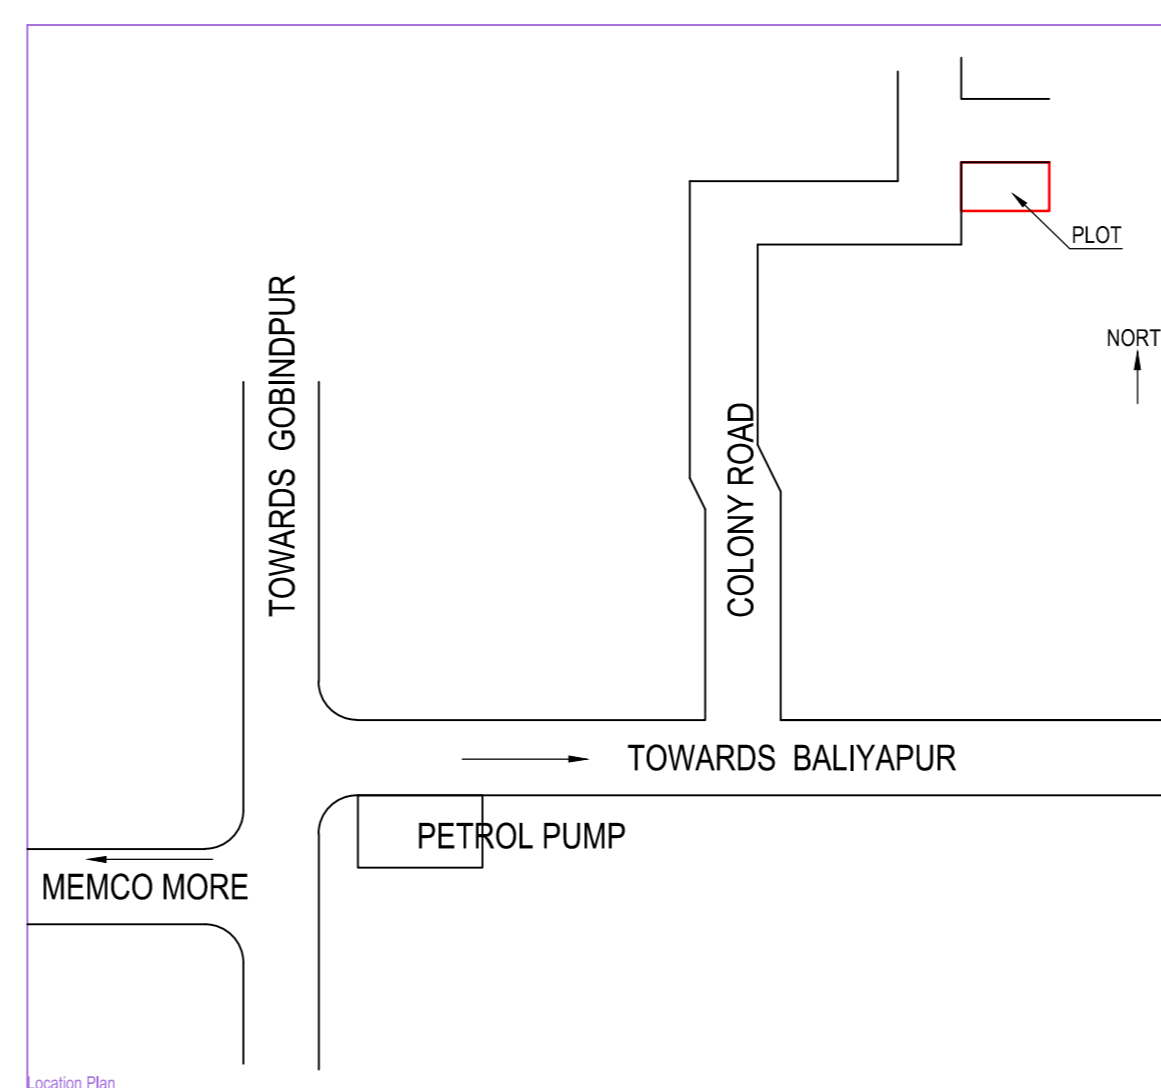 PLOT
NORT
TOWARDS GOBINDPUR
COLONY ROAD
TOWARDS BALIYAPUR
PETROL PUMP
MEMCO MORE
Location Plan